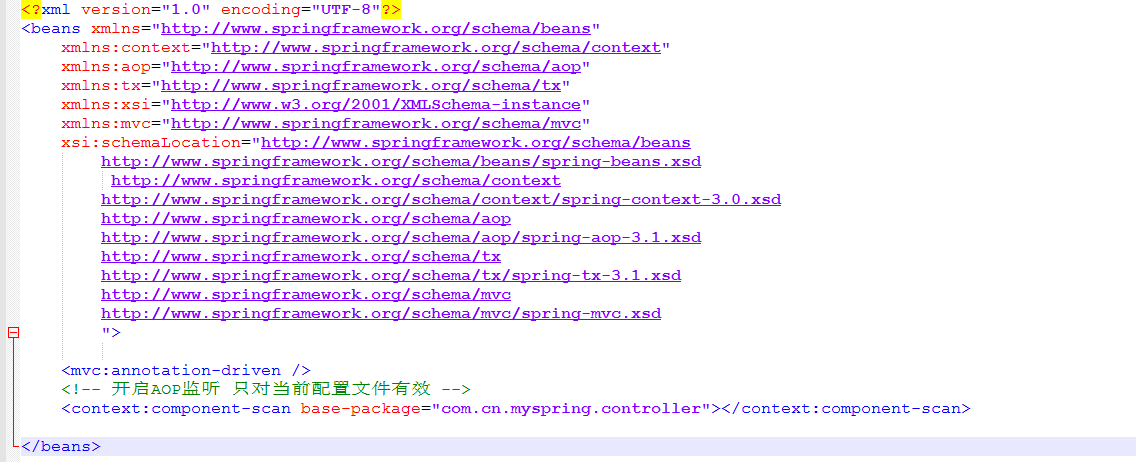 <?xml version="1.0" encoding="UTF-8"?>
<beans xmlns="http://www.springframework.org/schema/beans"
xmlns:context="http://www.springframework.org/schema/context"
xmlns:aop="http://www.springframework.org/schema/aop"
xmlns:tx="http://www.springframework.org/schema/tx"
xmlns:xsi="http://www.w3.org/2001/XMLSchema-instance"
xmlns:mvc="http://www.springframework.org/schema/mvc"
xsi:schemaLocation="http://www.springframework.org/schema/beans
http://www.springframework.org/schema/beans/spring-beans.xsd
http://www.springframework.org/schema/context
http://www.springframework.org/schema/context/spring-context-3.0.xsd
http://www.springframework.org/schema/aop
http://www.springframework.org/schema/aop/spring-aop-3.1.xsd
http://www.springframework.org/schema/tx
http://www.springframework.org/schema/tx/spring-tx-3.1.xsd
http://www.springframework.org/schema/mvc
http://www.springframework.org/schema/mvc/spring-mvc.xsd
">
<mvc:annotation-driven />
<!-- 开启AOP监听 只对当前配置文件有效 -->
<context:component-scan base-package="com.cn.myspring.controller"></context:component-scan>
</beans>